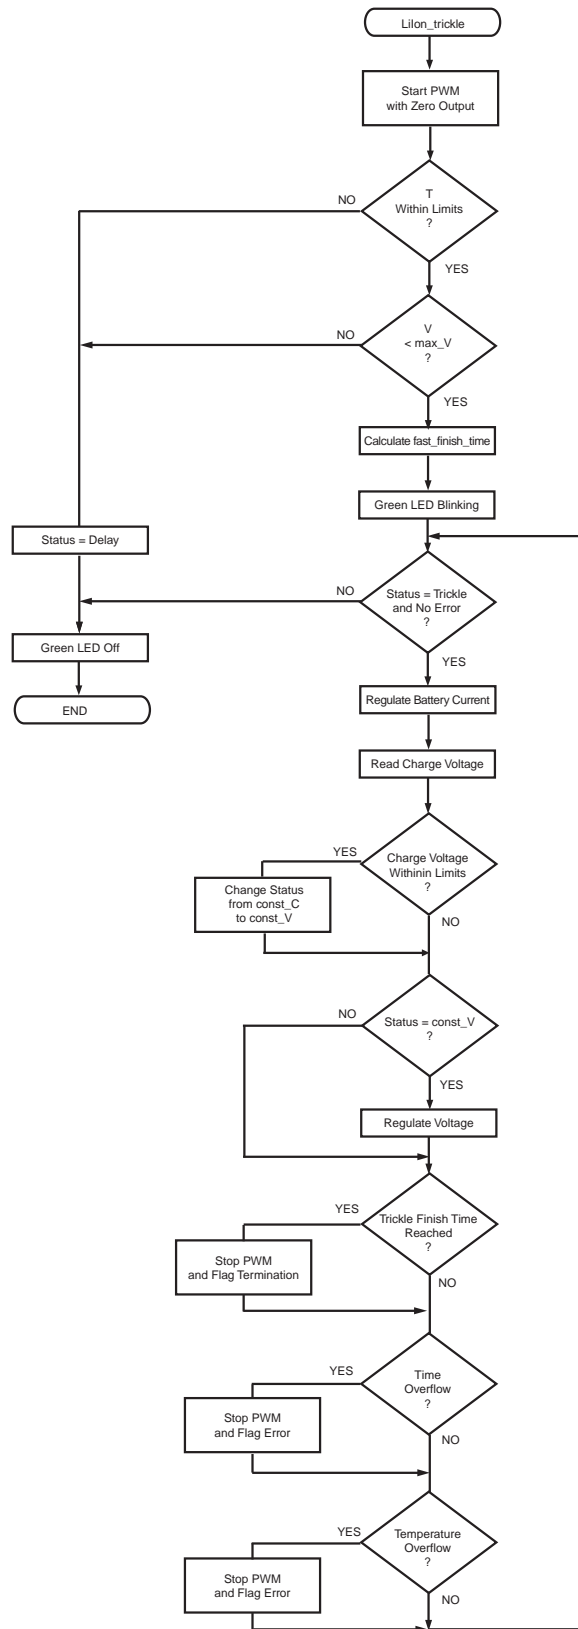 LiIon_trickle
Start PWM
with Zero Output
T
Within Limits
?
NO
YES
V
< max_V
?
NO
YES
Calculate fast_finish_time
Green LED Blinking
Status = Delay
Status = Trickle
and No Error
?
NO
YES
Green LED Off
END
Regulate Battery Current
Read Charge Voltage
Charge Voltage
Withinin Limits
?
YES
NO
Change Status
from const_C
to const_V
Status = const_V
?
NO
YES
Regulate Voltage
Trickle Finish Time
Reached
?
YES
NO
Stop PWM
and Flag Termination
Time
Overflow
?
YES
NO
Stop PWM
and Flag Error
Temperature
Overflow
?
YES
NO
Stop PWM
and Flag Error